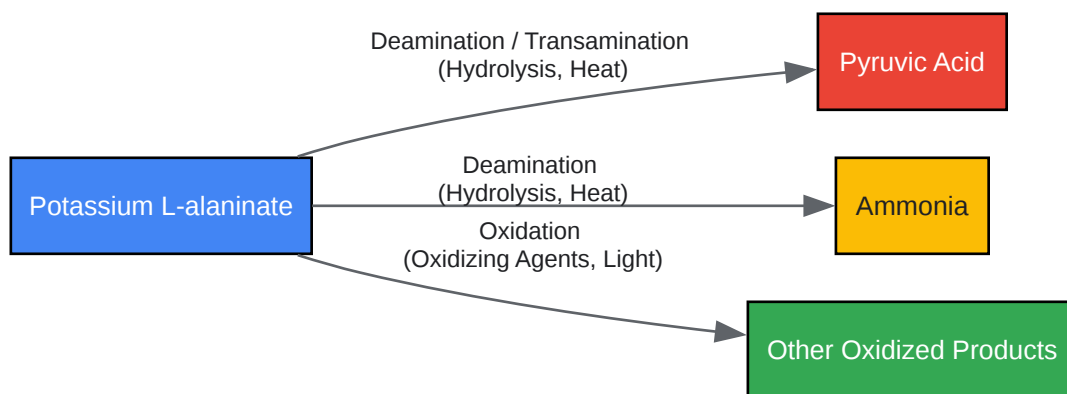 Deamination / Transamination
(Hydrolysis, Heat)
Pyruvic Acid
Potassium L-alaninate
Deamination
(Hydrolysis, Heat)
Ammonia
Oxidation
(Oxidizing Agents, Light)
Other Oxidized Products